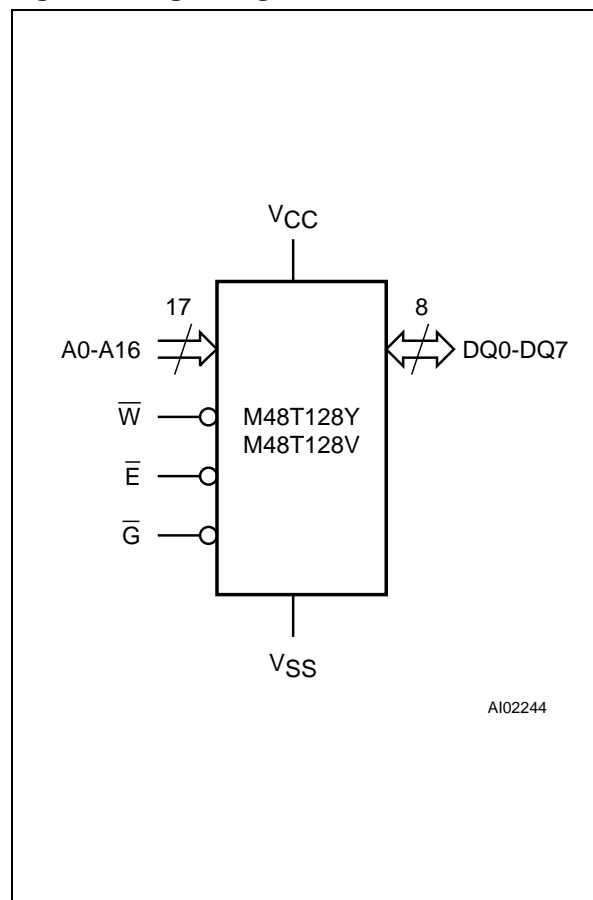 VCC
17
8
A0-A16
DQ0-DQ7
W̅
M48T128Y
M48T128V
E̅
G̅
VSS
AI02244